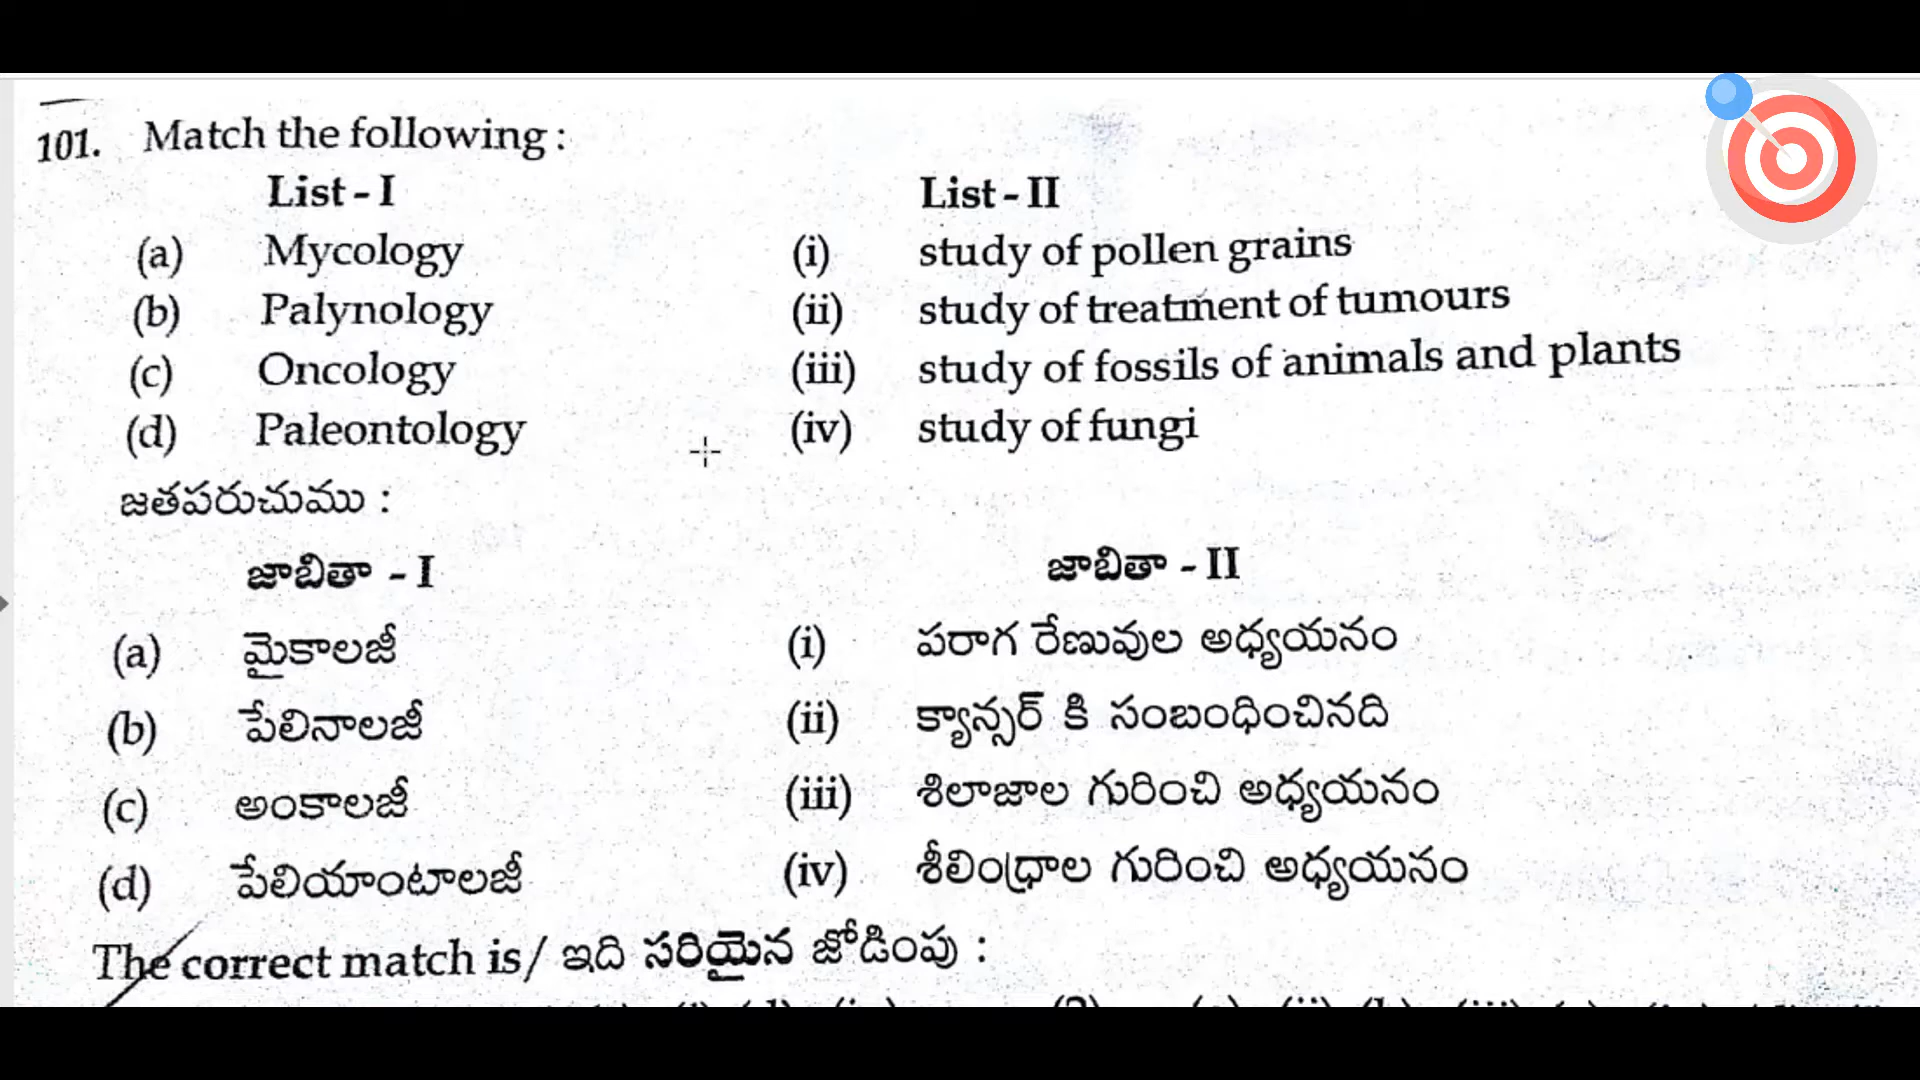 101. Match the following :
List - I List - II
(a) Mycology (i) study of pollen grains
(b) Palynology (ii) study of treatment of tumours
(c) Oncology (iii) study of fossils of animals and plants
(d) Paleontology (iv) study of fungi
జతపరుచుము :
జాబితా - I జాబితా - II
(a) మైకాలజీ (i) పరాగ రేణువుల అధ్యయనం
(b) పేలినాలజీ (ii) క్యాన్సర్ కి సంబంధించినది
(c) అంకాలజీ (iii) శిలాజాల గురించి అధ్యయనం
(d) పేలియాంటాలజీ (iv) శీలింధ్రాల గురించి అధ్యయనం
The correct match is/ ఇది సరియైన జోడింపు :